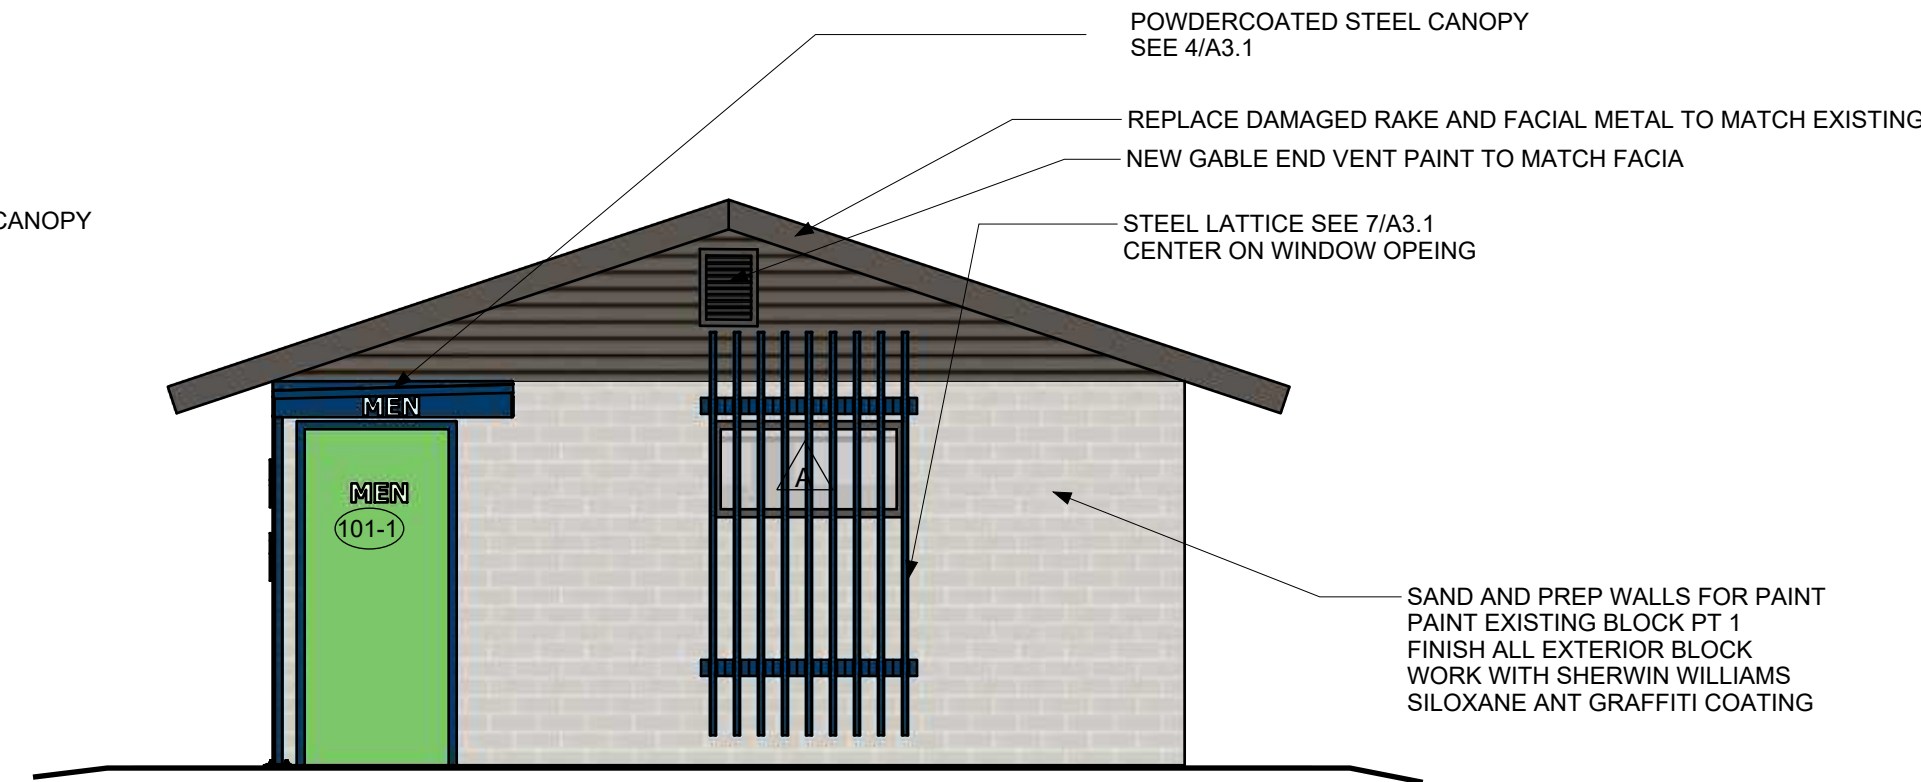 POWDERCOATED STEEL CANOPY
SEE 4/A3.1
REPLACE DAMAGED RAKE AND FACIAL METAL TO MATCH EXISTING
NEW GABLE END VENT PAINT TO MATCH FACIA
CANOPY
STEEL LATTICE SEE 7/A3.1
CENTER ON WINDOW OPEING
MEN
A
MEN
101-1
SAND AND PREP WALLS FOR PAINT
PAINT EXISTING BLOCK PT 1
FINISH ALL EXTERIOR BLOCK
WORK WITH SHERWIN WILLIAMS
SILOXANE ANT GRAFFITI COATING